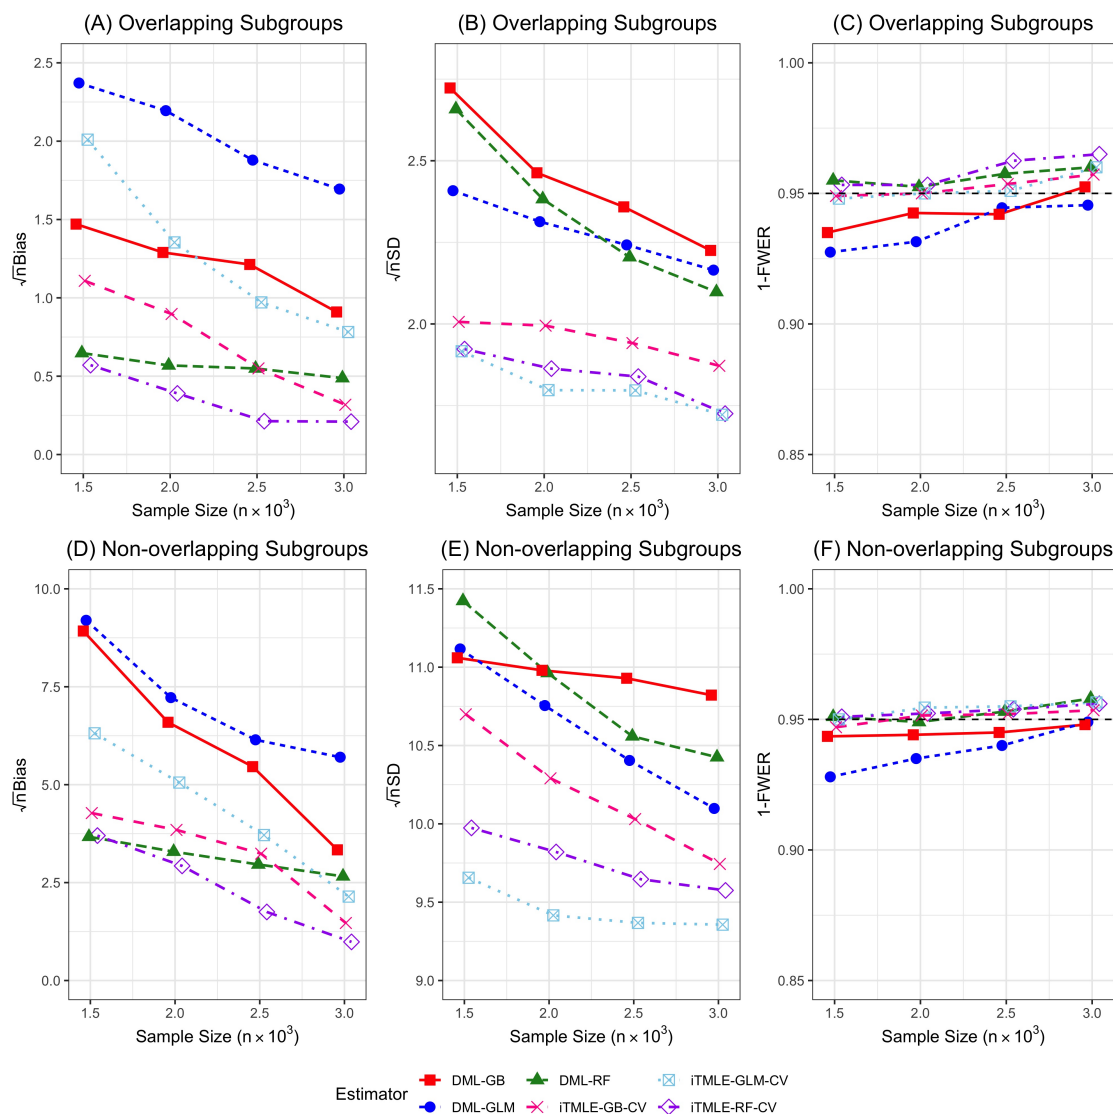 (A) Overlapping Subgroups
(B) Overlapping Subgroups
(C) Overlapping Subgroups
2.5
2.0
1.5
1.0
0.5
0.0
√nBias
1.5 2.0 2.5 3.0
Sample Size (n × 10³)
2.5
2.0
√nSD
1.5 2.0 2.5 3.0
Sample Size (n × 10³)
1.00
0.95
0.90
0.85
1-FWER
1.5 2.0 2.5 3.0
Sample Size (n × 10³)
(D) Non-overlapping Subgroups
(E) Non-overlapping Subgroups
(F) Non-overlapping Subgroups
10.0
7.5
5.0
2.5
0.0
√nBias
1.5 2.0 2.5 3.0
Sample Size (n × 10³)
11.5
11.0
10.5
10.0
9.5
9.0
√nSD
1.5 2.0 2.5 3.0
Sample Size (n × 10³)
1.00
0.95
0.90
0.85
1-FWER
1.5 2.0 2.5 3.0
Sample Size (n × 10³)
Estimator
DML-GB DML-RF iTMLE-GLM-CV
DML-GLM iTMLE-GB-CV iTMLE-RF-CV